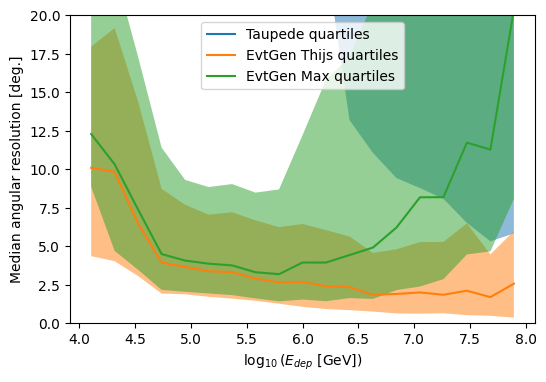 Taupede quartiles
EvtGen Thijs quartiles
EvtGen Max quartiles
Median angular resolution [deg.]
20.0
17.5
15.0
12.5
10.0
7.5
5.0
2.5
0.0
4.0 4.5 5.0 5.5 6.0 6.5 7.0 7.5 8.0
log₁₀(E_dep [GeV])